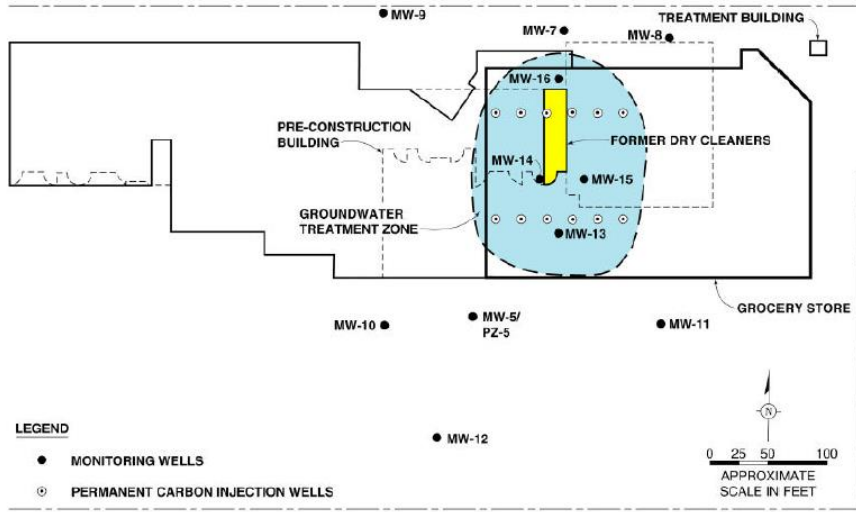 MW-9
MW-7
TREATMENT BUILDING
MW-8
MW-16
PRE-CONSTRUCTION
BUILDING
FORMER DRY CLEANERS
MW-14
MW-15
GROUNDWATER
TREATMENT ZONE
MW-13
GROCERY STORE
MW-10
MW-5/
PZ-5
MW-11
N
LEGEND
MW-12
MONITORING WELLS
0 25 50 100
APPROXIMATE
SCALE IN FEET
PERMANENT CARBON INJECTION WELLS